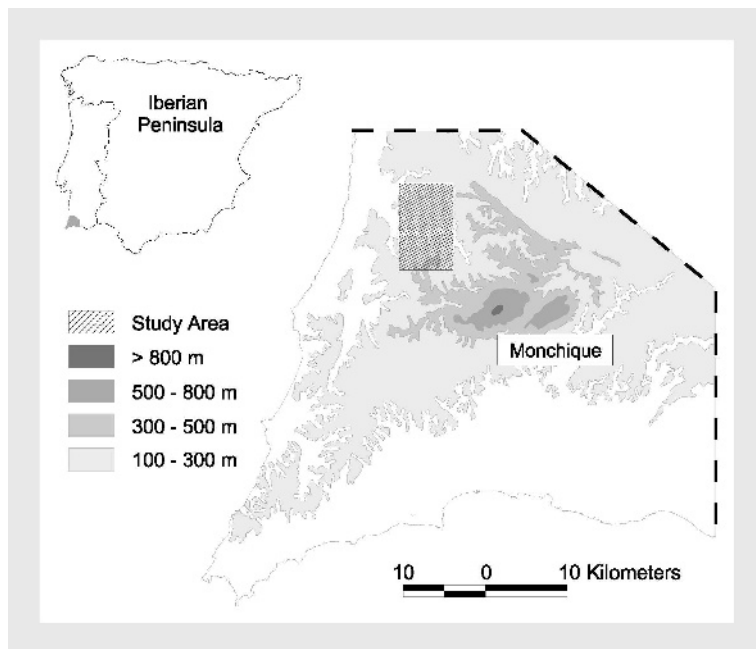 Iberian
Peninsula
Study Area
> 800 m
500 - 800 m
300 - 500 m
100 - 300 m
Monchique
10 0 10 Kilometers